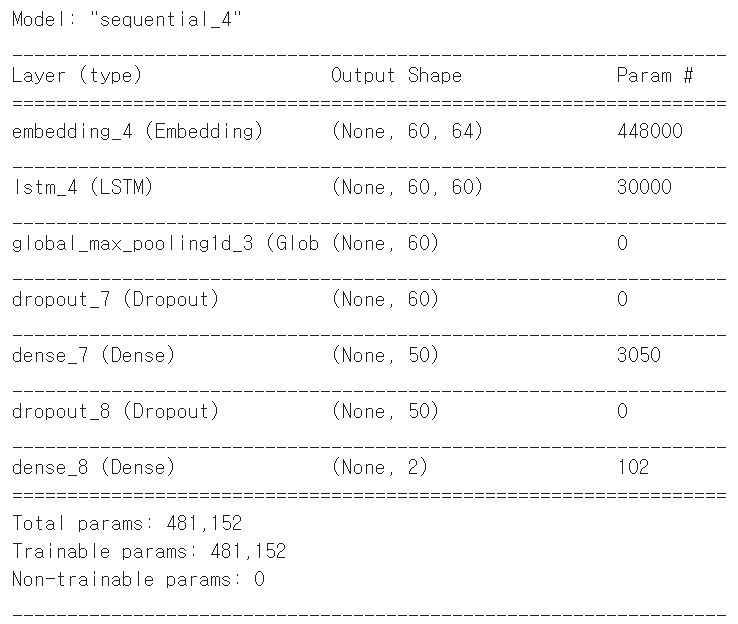 Model: "sequential_4"
_________________________________________________________________
Layer (type)                 Output Shape              Param #
=================================================================
embedding_4 (Embedding)      (None, 60, 64)            448000
_________________________________________________________________
lstm_4 (LSTM)                (None, 60, 60)            30000
_________________________________________________________________
global_max_pooling1d_3 (Glob (None, 60)                0
_________________________________________________________________
dropout_7 (Dropout)          (None, 60)                0
_________________________________________________________________
dense_7 (Dense)              (None, 50)                3050
_________________________________________________________________
dropout_8 (Dropout)          (None, 50)                0
_________________________________________________________________
dense_8 (Dense)              (None, 2)                 102
=================================================================
Total params: 481,152
Trainable params: 481,152
Non-trainable params: 0
_________________________________________________________________